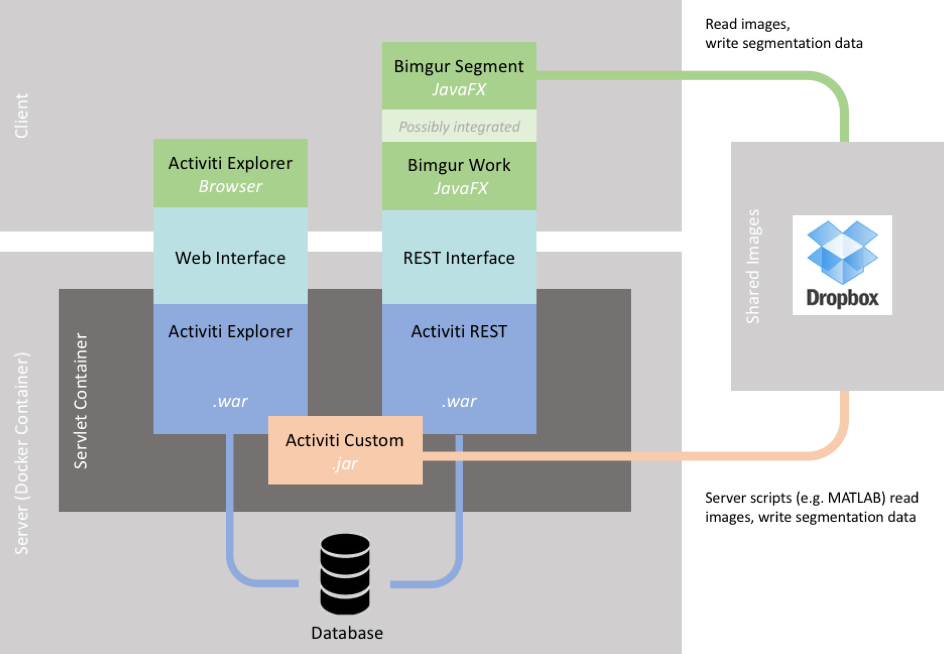 Read images,
write segmentation data
Client
Bimgur Segment
JavaFX
Possibly integrated
Activiti Explorer
Browser
Bimgur Work
JavaFX
Web Interface
REST Interface
Shared Images
Dropbox
Server (Docker Container)
Servlet Container
Activiti Explorer
.war
Activiti REST
.war
Activiti Custom
.jar
Server scripts (e.g. MATLAB) read
images, write segmentation data
Database